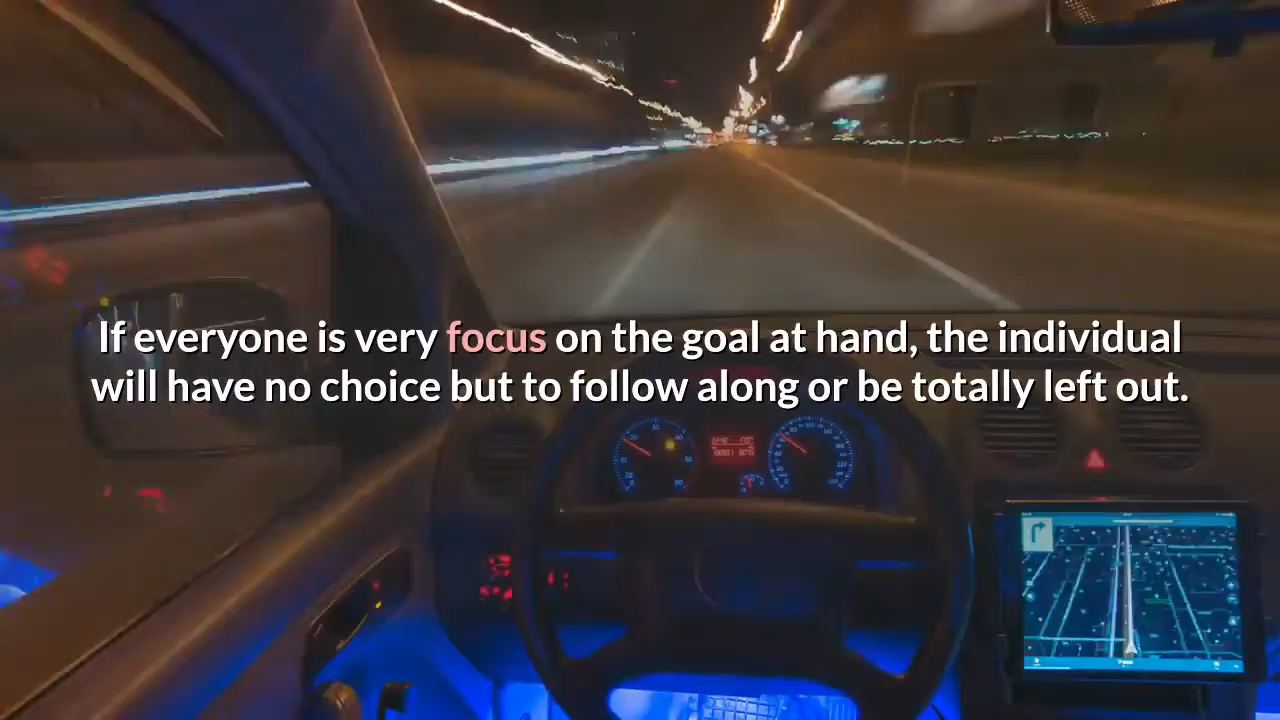 If everyone is very focus on the goal at hand, the individual
will have no choice but to follow along or be totally left out.